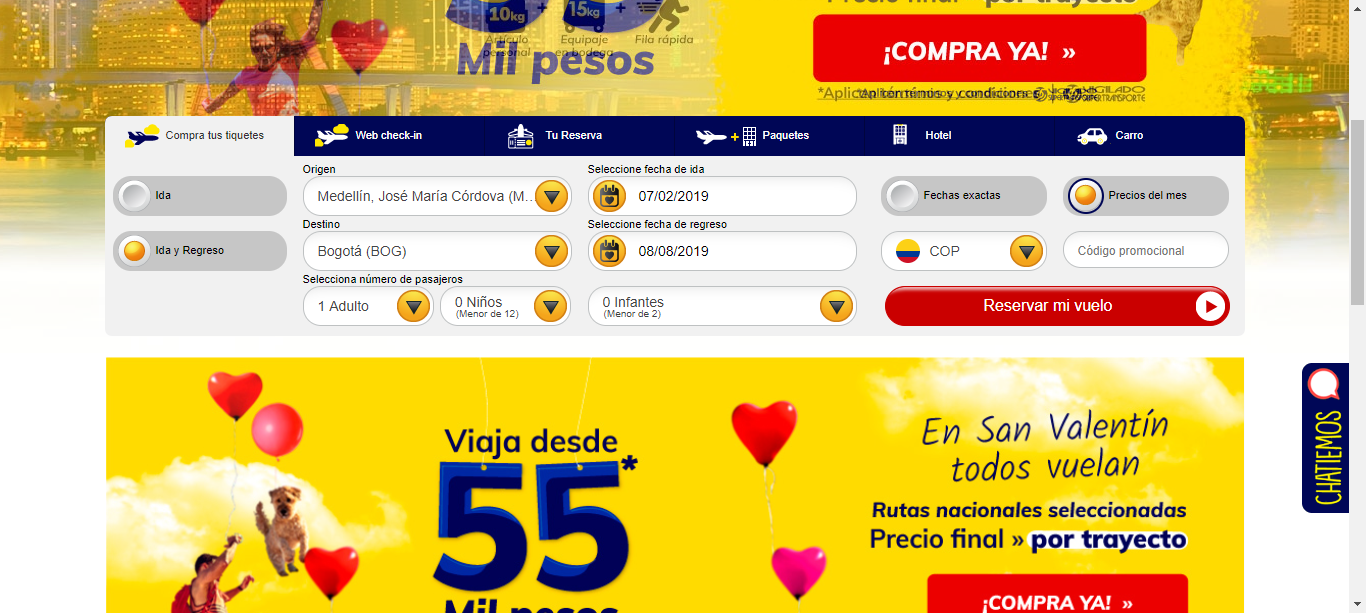 Precio final » por trayecto
10kg + 15kg +
Artículo personal
Equipaje en bodega
Fila rápida
Mil pesos
¡COMPRA YA! »
Compra tus tiquetes
Web check-in
Tu Reserva
Paquetes
Hotel
Carro
Origen
Seleccione fecha de ida
Ida
Medellín, José María Córdova (M...
07/02/2019
Fechas exactas
Precios del mes
Destino
Seleccione fecha de regreso
Ida y Regreso
Bogotá (BOG)
08/08/2019
COP
Código promocional
Selecciona número de pasajeros
1 Adulto
0 Niños
(Menor de 12)
0 Infantes
(Menor de 2)
Reservar mi vuelo
CHATIEMOS
Viaja desde
55*
Mil pesos
En San Valentín
todos vuelan
Rutas nacionales seleccionadas
Precio final » por trayecto
¡COMPRA YA! »